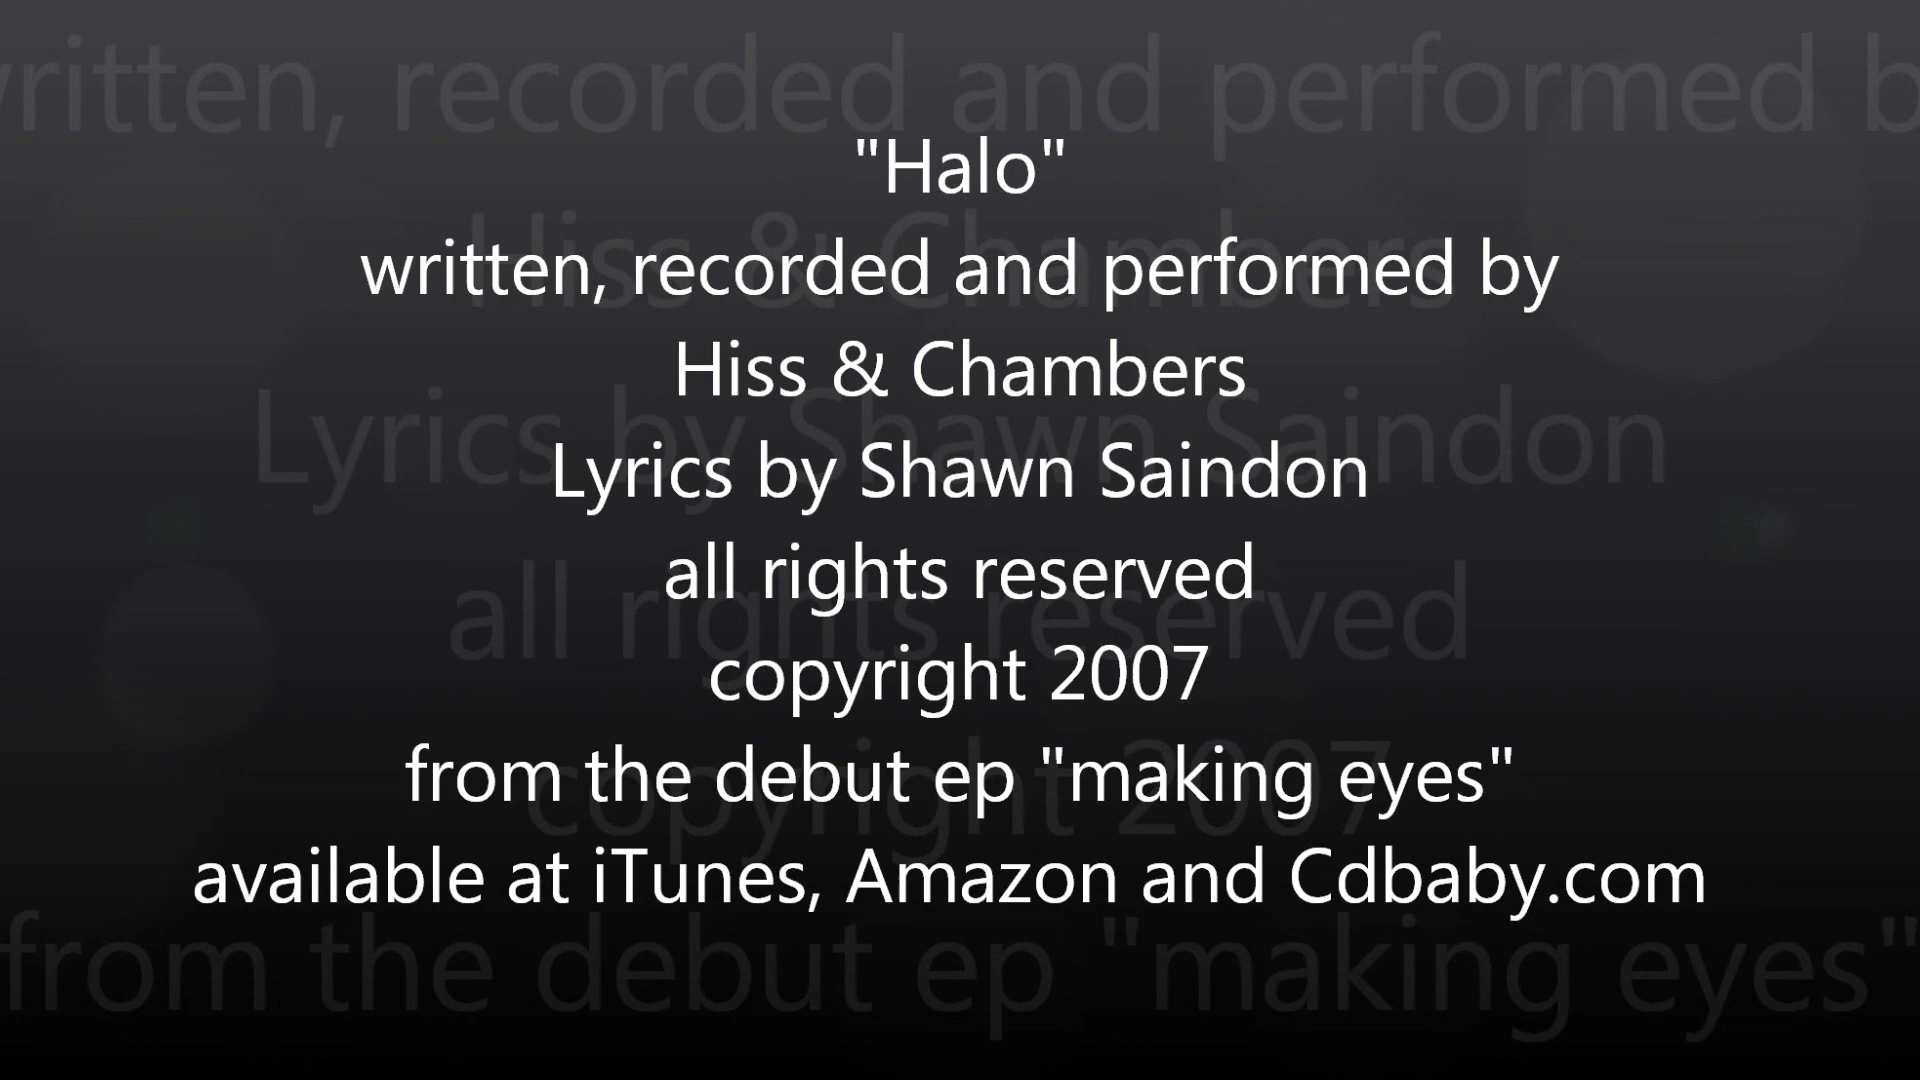 "Halo"
written, recorded and performed by
Hiss & Chambers
Lyrics by Shawn Saindon
all rights reserved
copyright 2007
from the debut ep "making eyes"
available at iTunes, Amazon and Cdbaby.com